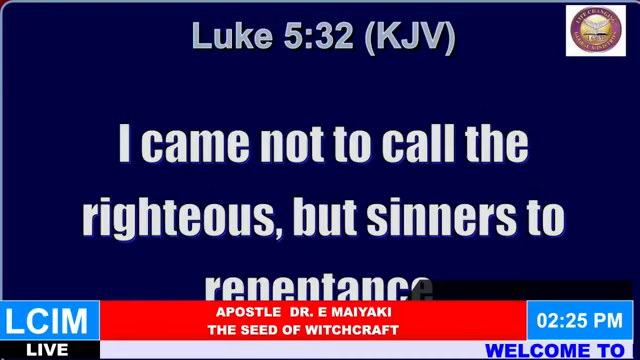 Luke 5:32 (KJV)
I came not to call the
righteous, but sinners to
repentance
APOSTLE DR. E MAIYAKI
THE SEED OF WITCHCRAFT
LCIM
LIVE
02:25 PM
WELCOME TO